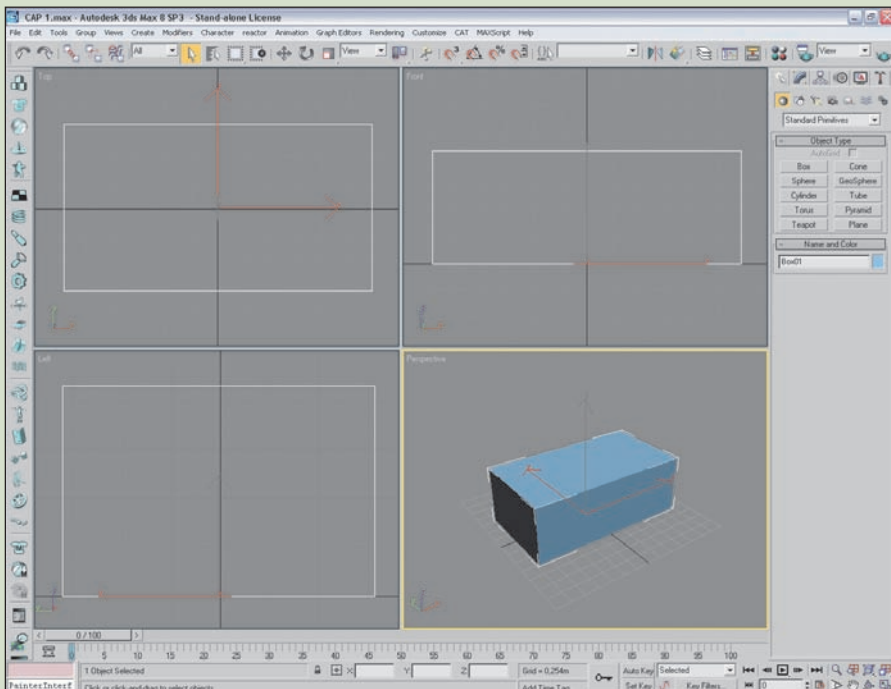 CAP 1.max - Autodesk 3ds Max 8 SP3 - Stand-alone License
File Edit Tools Group Views Create Modifiers Character reactor Animation Graph Editors Rendering Customize CAT MAXScript Help
All View View
Top
Front
Standard Primitives
- Object Type
AutoGrid
Box Cone
Sphere GeoSphere
Cylinder Tube
Torus Pyramid
Teapot Plane
- Name and Color
Box01
Left
Perspective
0 / 100
0 5 10 15 20 25 30 35 40 45 50 55 60 65 70 75 80 85 90 95 100
1 Object Selected X: Y: Z: Grid = 0,254m Auto Key Selected
PainterInterf Click or click-and-drag to select objects Add Time Tag Set Key Key Filters... 0